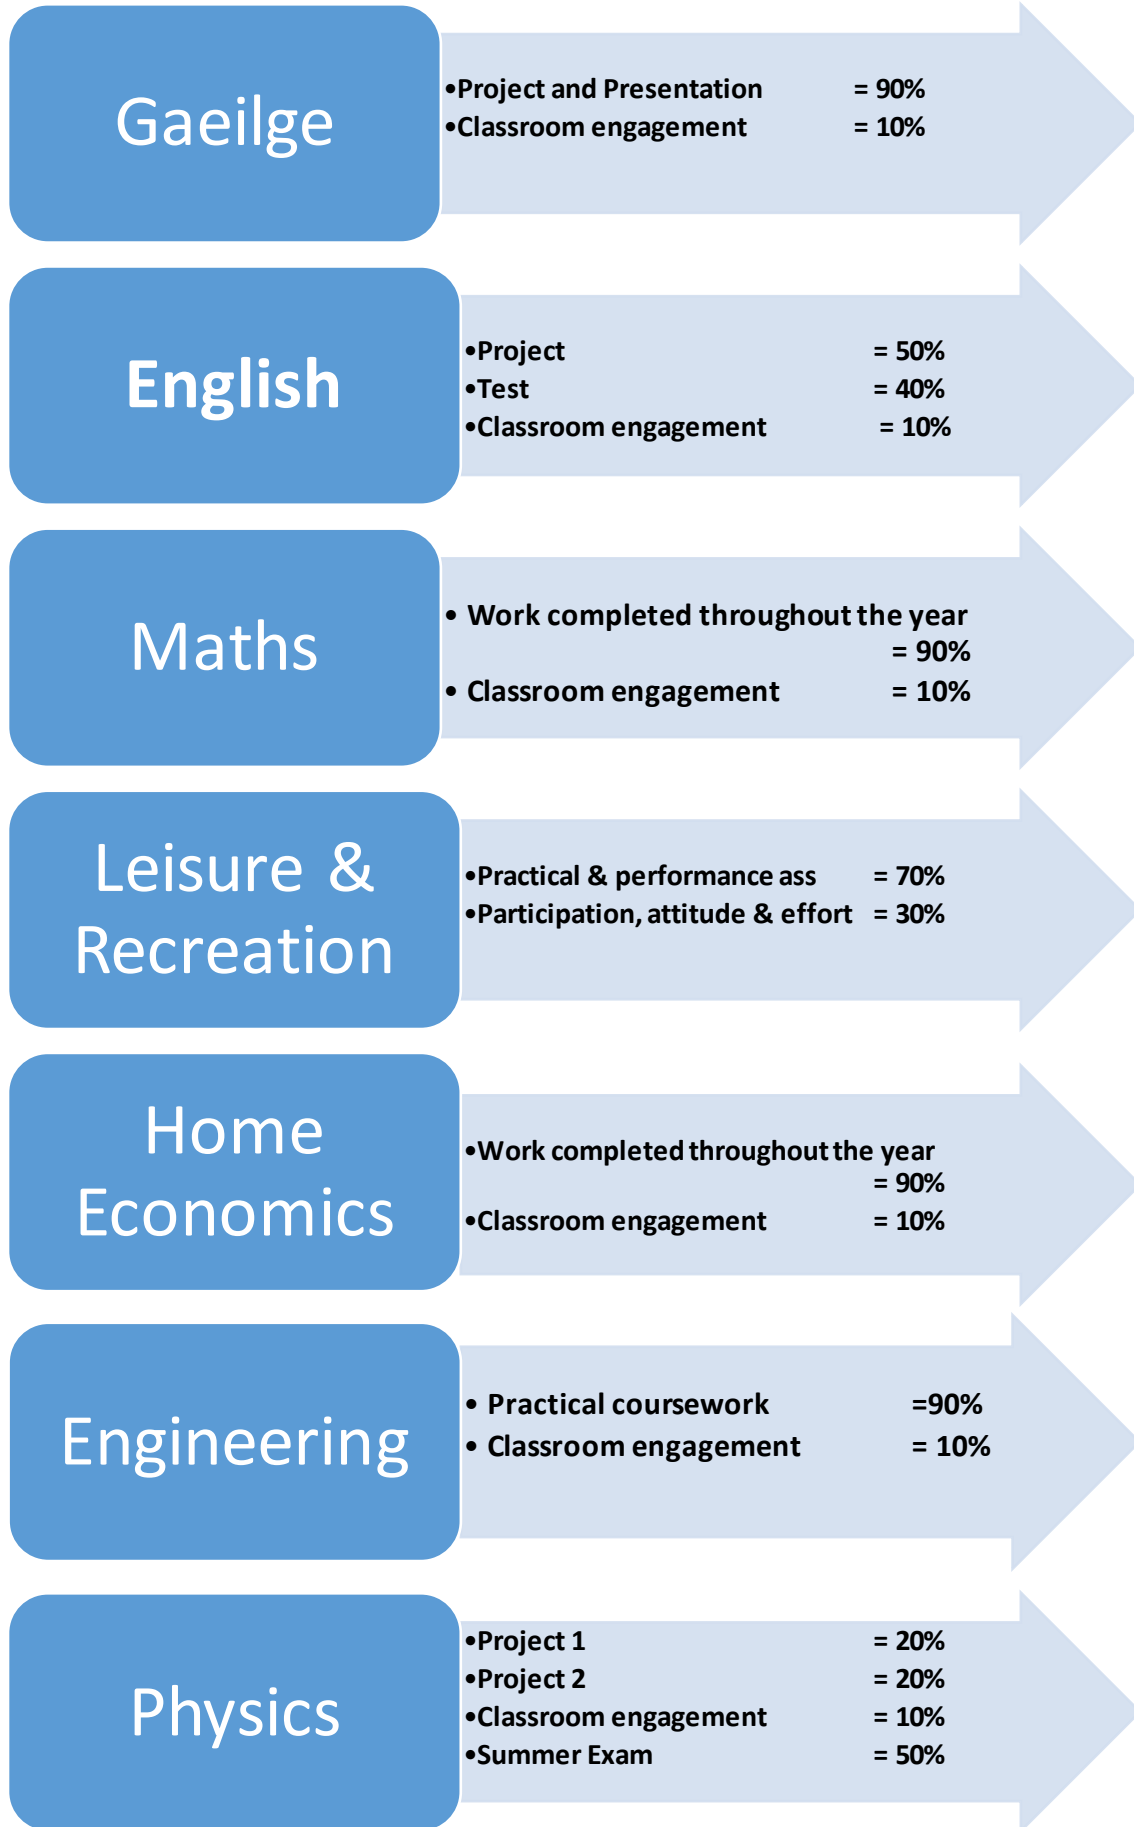 Gaeilge
•Project and Presentation = 90%
•Classroom engagement = 10%
English
•Project = 50%
•Test = 40%
•Classroom engagement = 10%
Maths
• Work completed throughout the year
= 90%
• Classroom engagement = 10%
Leisure &
Recreation
•Practical & performance ass = 70%
•Participation, attitude & effort = 30%
Home
Economics
•Work completed throughout the year
= 90%
•Classroom engagement = 10%
Engineering
• Practical coursework =90%
• Classroom engagement = 10%
Physics
•Project 1 = 20%
•Project 2 = 20%
•Classroom engagement = 10%
•Summer Exam = 50%